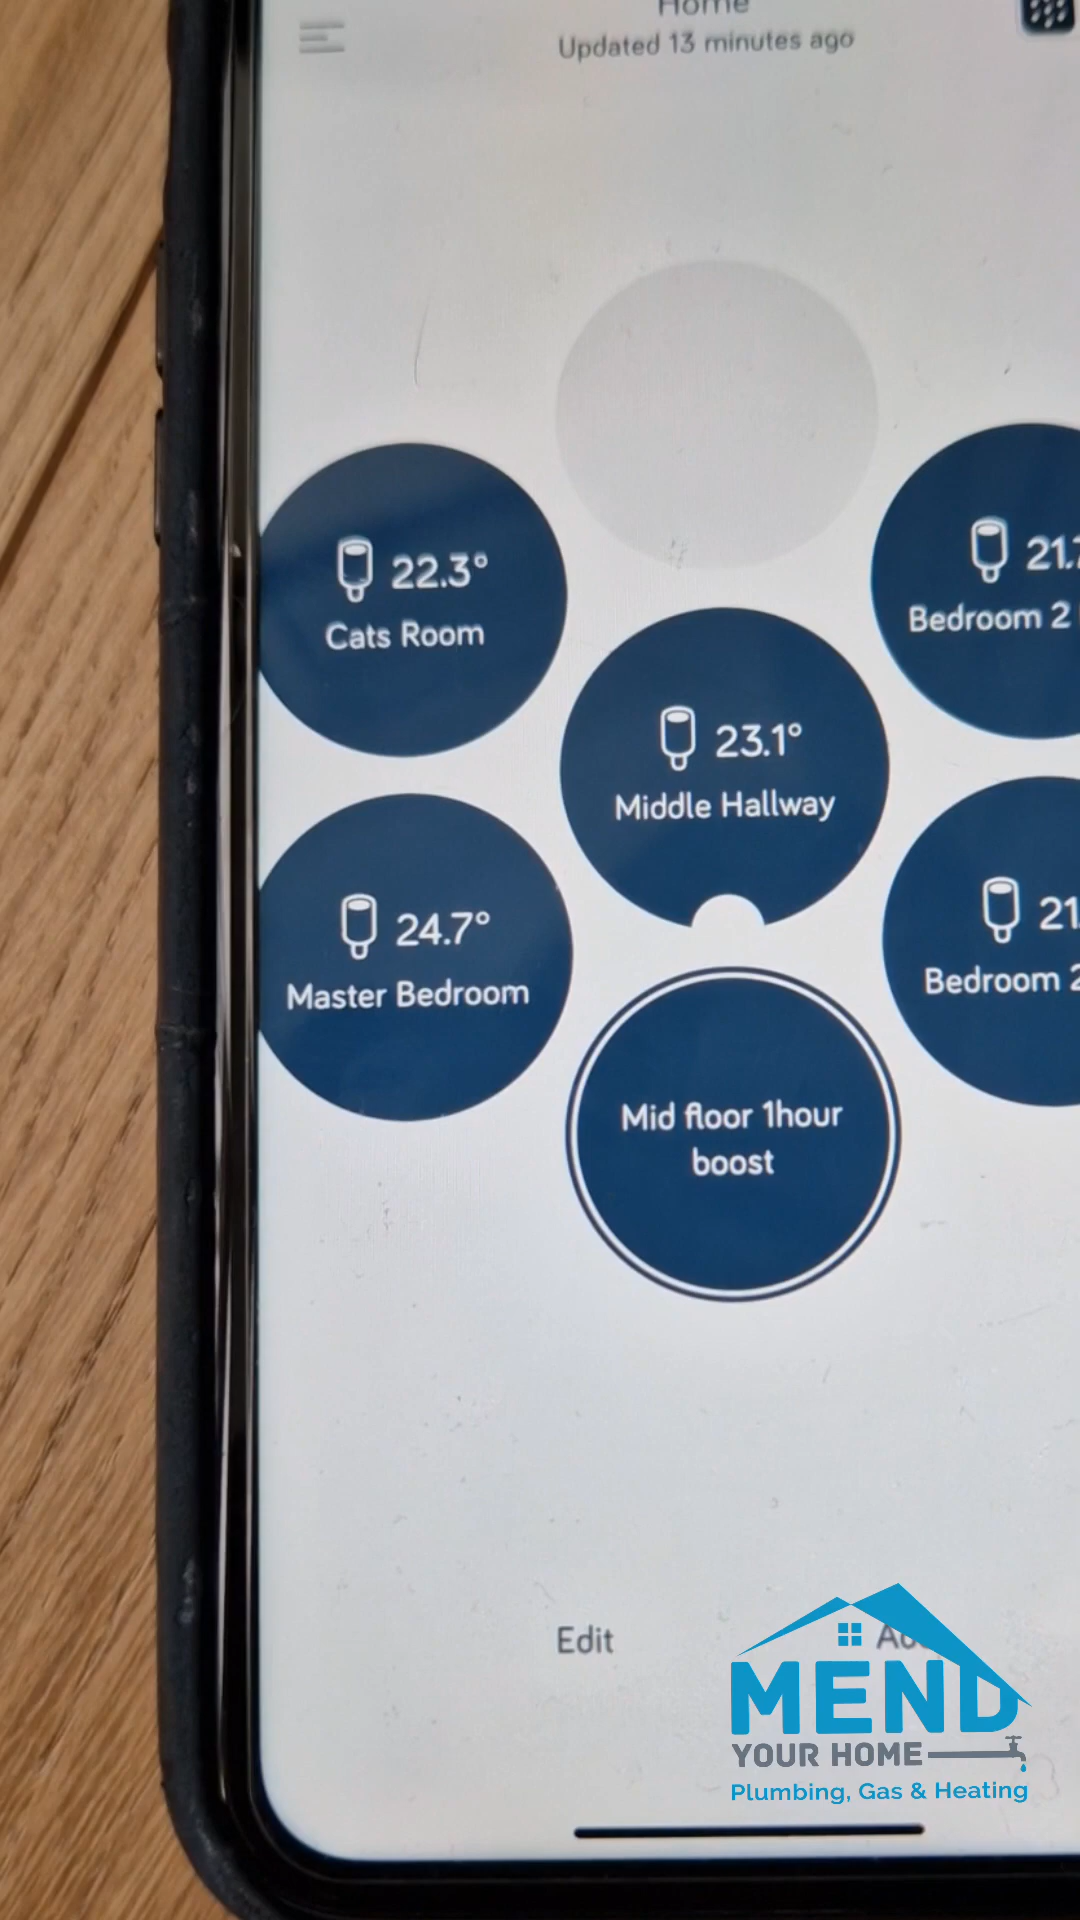 Home
Updated 13 minutes ago
22.3°
Cats Room
21.
Bedroom 2
23.1°
Middle Hallway
24.7°
Master Bedroom
21
Bedroom 2
Mid floor 1hour
boost
Edit
MEND
YOUR HOME
Plumbing, Gas & Heating